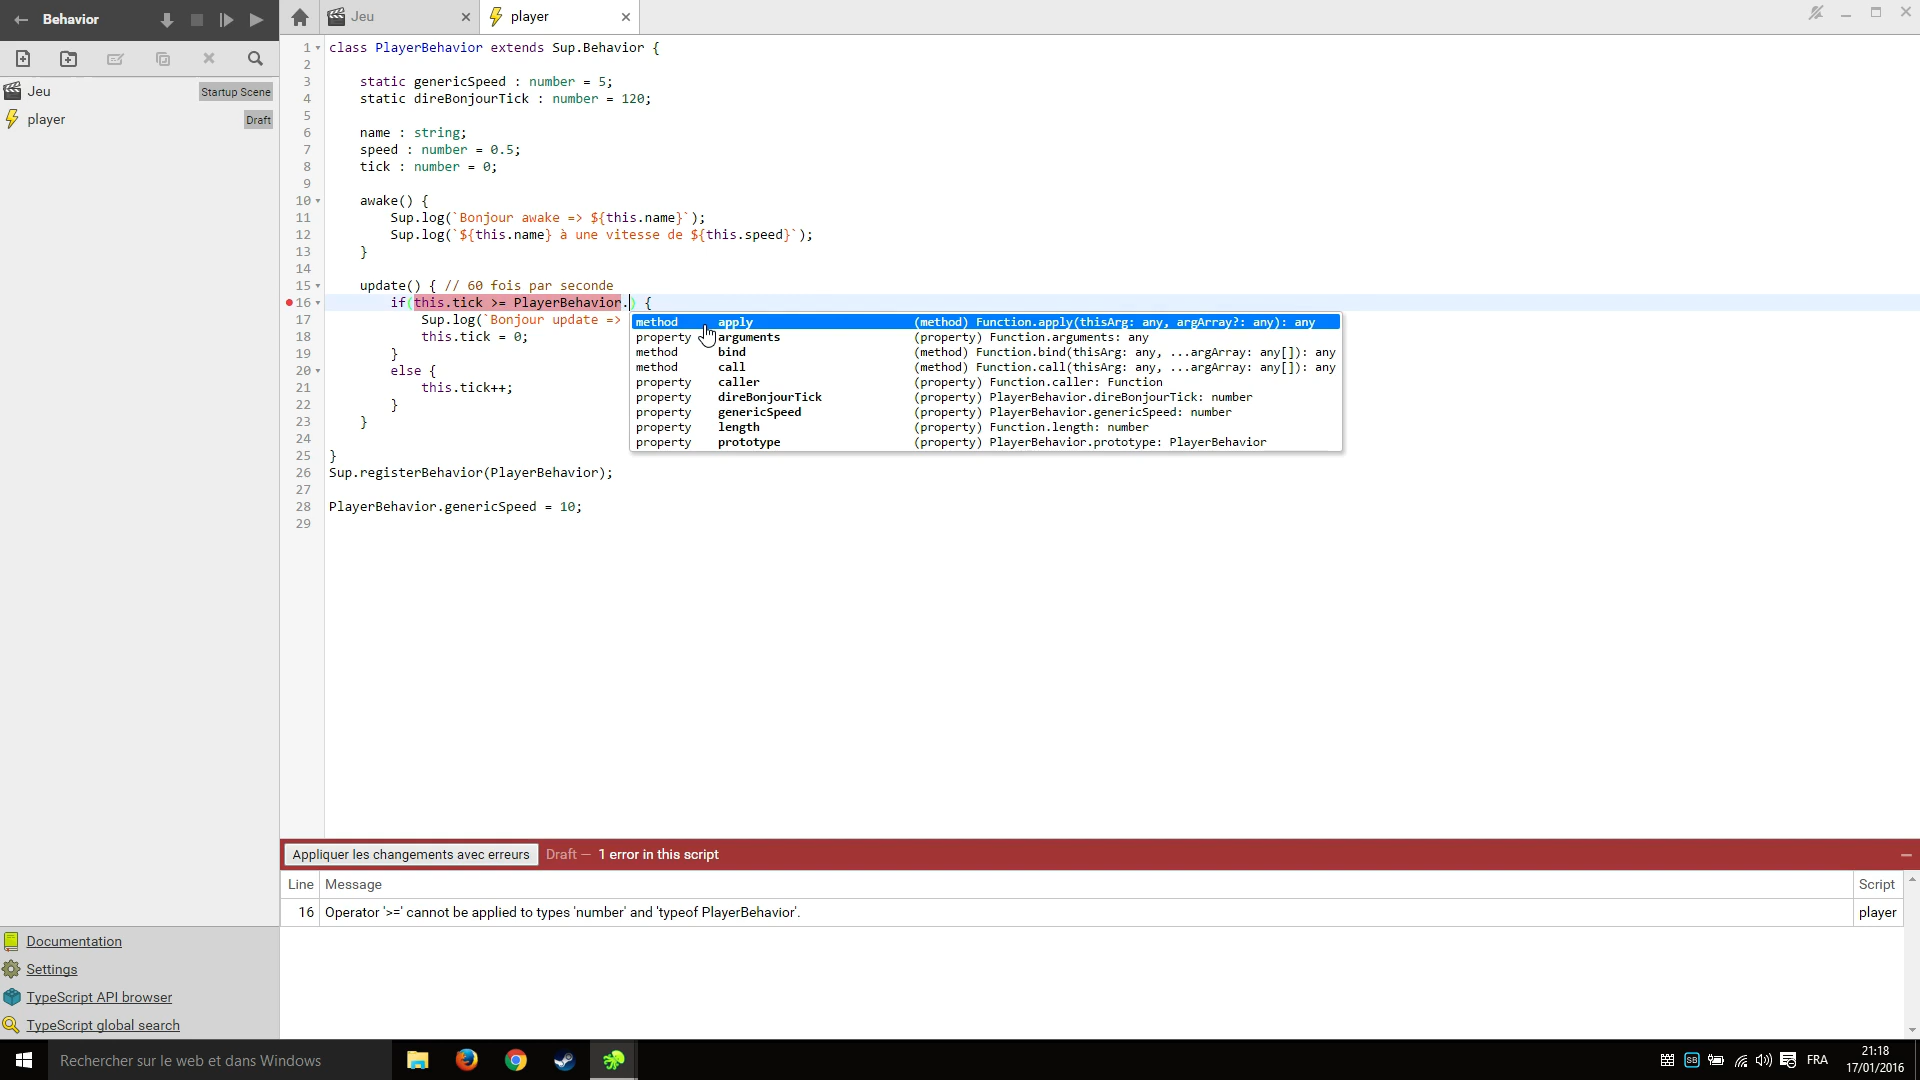 Behavior
Jeu
player
Jeu
Startup Scene
player
Draft
1 class PlayerBehavior extends Sup.Behavior {
2
3 static genericSpeed : number = 5;
4 static direBonjourTick : number = 120;
5
6 name : string;
7 speed : number = 0.5;
8 tick : number = 0;
9
10 awake() {
11 Sup.log(`Bonjour awake => ${this.name}`);
12 Sup.log(`${this.name} à une vitesse de ${this.speed}`);
13 }
14
15 update() { // 60 fois par seconde
16 if(this.tick >= PlayerBehavior.) {
17 Sup.log(`Bonjour update =>
18 this.tick = 0;
19 }
20 else {
21 this.tick++;
22 }
23 }
24
25 }
26 Sup.registerBehavior(PlayerBehavior);
27
28 PlayerBehavior.genericSpeed = 10;
29
method apply (method) Function.apply(thisArg: any, argArray?: any): any
property arguments (property) Function.arguments: any
method bind (method) Function.bind(thisArg: any, ...argArray: any[]): any
method call (method) Function.call(thisArg: any, ...argArray: any[]): any
property caller (property) Function.caller: Function
property direBonjourTick (property) PlayerBehavior.direBonjourTick: number
property genericSpeed (property) PlayerBehavior.genericSpeed: number
property length (property) Function.length: number
property prototype (property) PlayerBehavior.prototype: PlayerBehavior
Appliquer les changements avec erreurs Draft — 1 error in this script
Line Message Script
16 Operator '>=' cannot be applied to types 'number' and 'typeof PlayerBehavior'. player
Documentation
Settings
TypeScript API browser
TypeScript global search
Rechercher sur le web et dans Windows
SB
FRA
21:18
17/01/2016